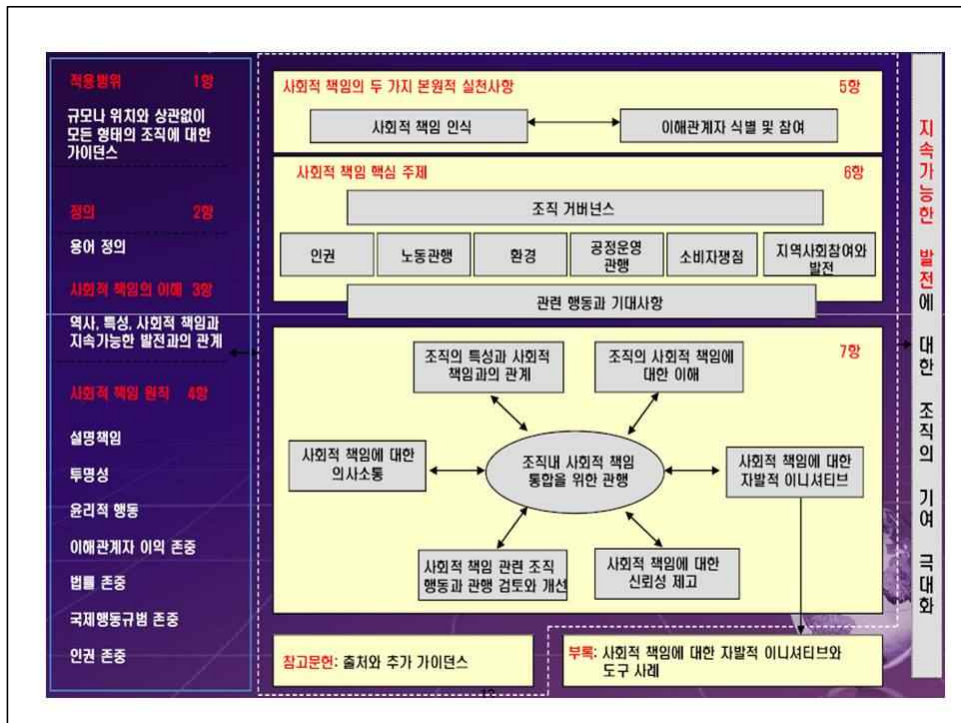 적용범위 1항
규모나 위치와 상관없이
모든 형태의 조직에 대한
가이던스
정의 2항
용어 정의
사회적 책임의 이해 3항
역사, 특성, 사회적 책임과
지속가능한 발전과의 관계
사회적 책임 원칙 4항
설명책임
투명성
윤리적 행동
이해관계자 이익 존중
법률 존중
국제행동규범 존중
인권 존중
사회적 책임의 두 가지 본원적 실천사항 5항
사회적 책임 인식
이해관계자 식별 및 참여
사회적 책임 핵심 주제 6항
조직 거버넌스
인권
노동관행
환경
공정운영
관행
소비자쟁점
지역사회참여와
발전
관련 행동과 기대사항
7항
조직의 특성과 사회적
책임과의 관계
조직의 사회적 책임에
대한 이해
사회적 책임에 대한
의사소통
조직내 사회적 책임
통합을 위한 관행
사회적 책임에 대한
자발적 이니셔티브
사회적 책임 관련 조직
행동과 관행 검토와 개선
사회적 책임에 대한
신뢰성 제고
참고문헌: 출처와 추가 가이던스
부록: 사회적 책임에 대한 자발적 이니셔티브와
도구 사례
지속가능한 발전에 대한 조직의 기여 극대화